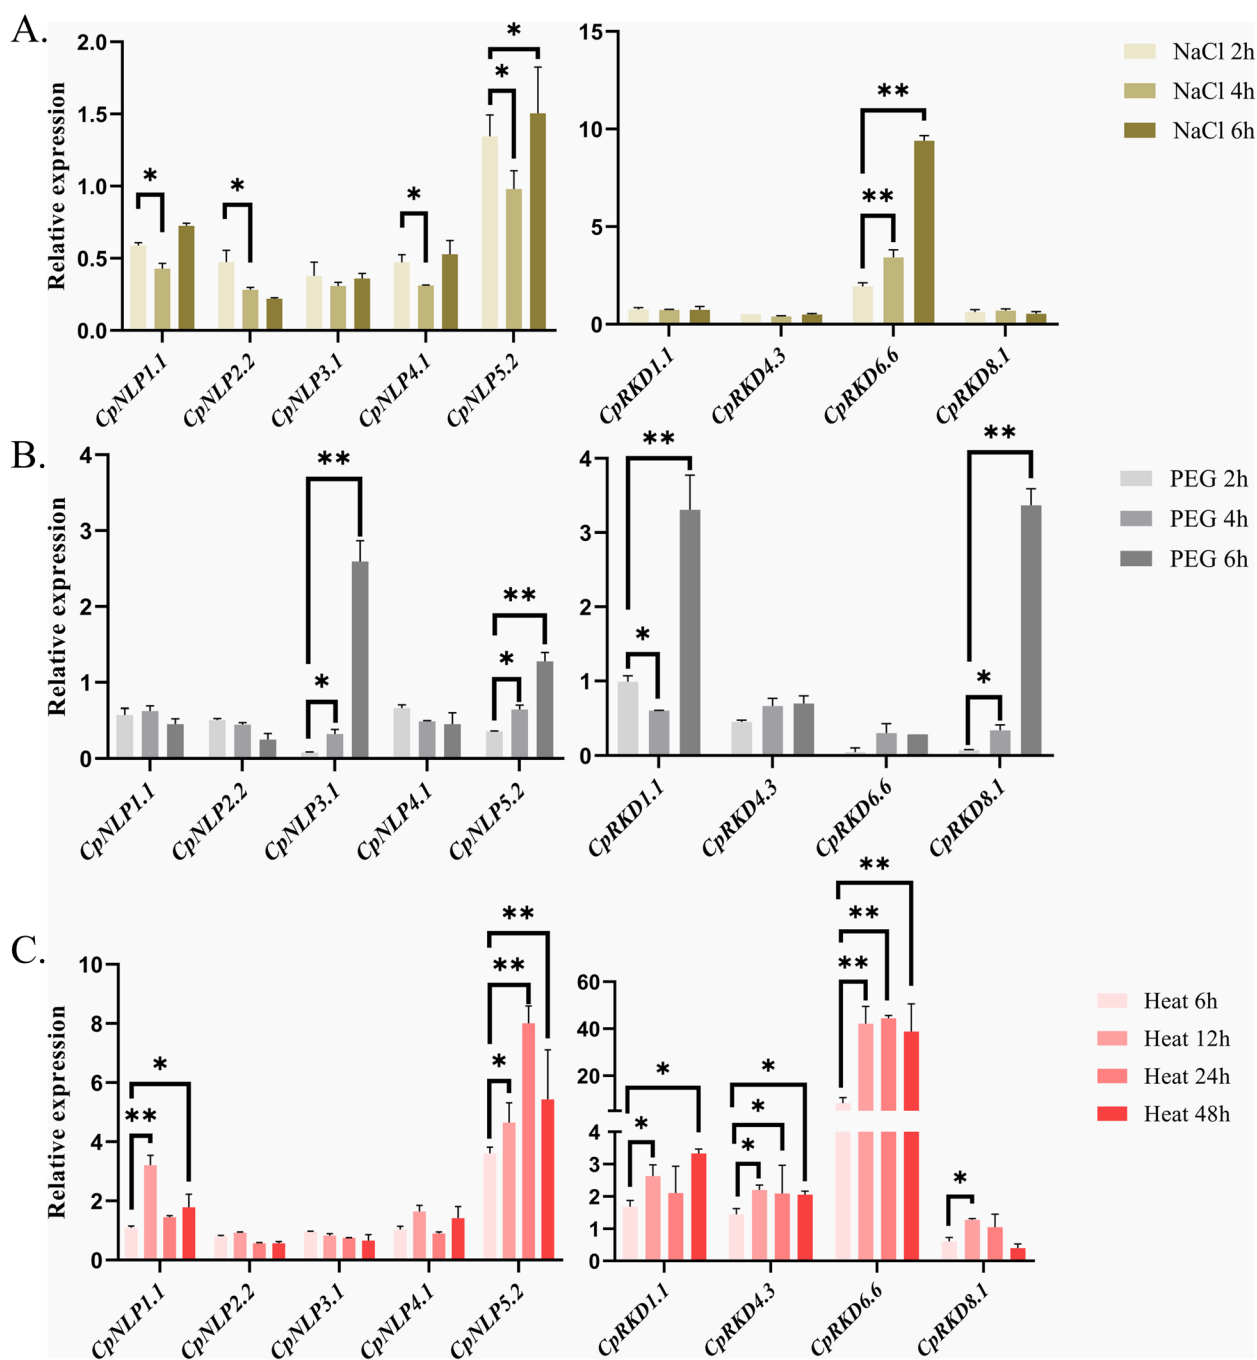 A.
Relative expression
2.0
1.5
1.0
0.5
0.0
*
*
*
*
*
CpNLP1.1
CpNLP2.2
CpNLP3.1
CpNLP4.1
CpNLP5.2
15
10
5
0
**
**
CpRKD1.1
CpRKD4.3
CpRKD6.6
CpRKD8.1
NaCl 2h
NaCl 4h
NaCl 6h
B.
Relative expression
4
3
2
1
0
**
*
**
*
CpNLP1.1
CpNLP2.2
CpNLP3.1
CpNLP4.1
CpNLP5.2
4
3
2
1
0
**
*
**
*
CpRKD1.1
CpRKD4.3
CpRKD6.6
CpRKD8.1
PEG 2h
PEG 4h
PEG 6h
C.
Relative expression
10
8
6
4
2
0
*
**
**
**
*
CpNLP1.1
CpNLP2.2
CpNLP3.1
CpNLP4.1
CpNLP5.2
60
40
20
4
3
2
1
0
*
*
*
*
*
**
**
**
*
CpRKD1.1
CpRKD4.3
CpRKD6.6
CpRKD8.1
Heat 6h
Heat 12h
Heat 24h
Heat 48h